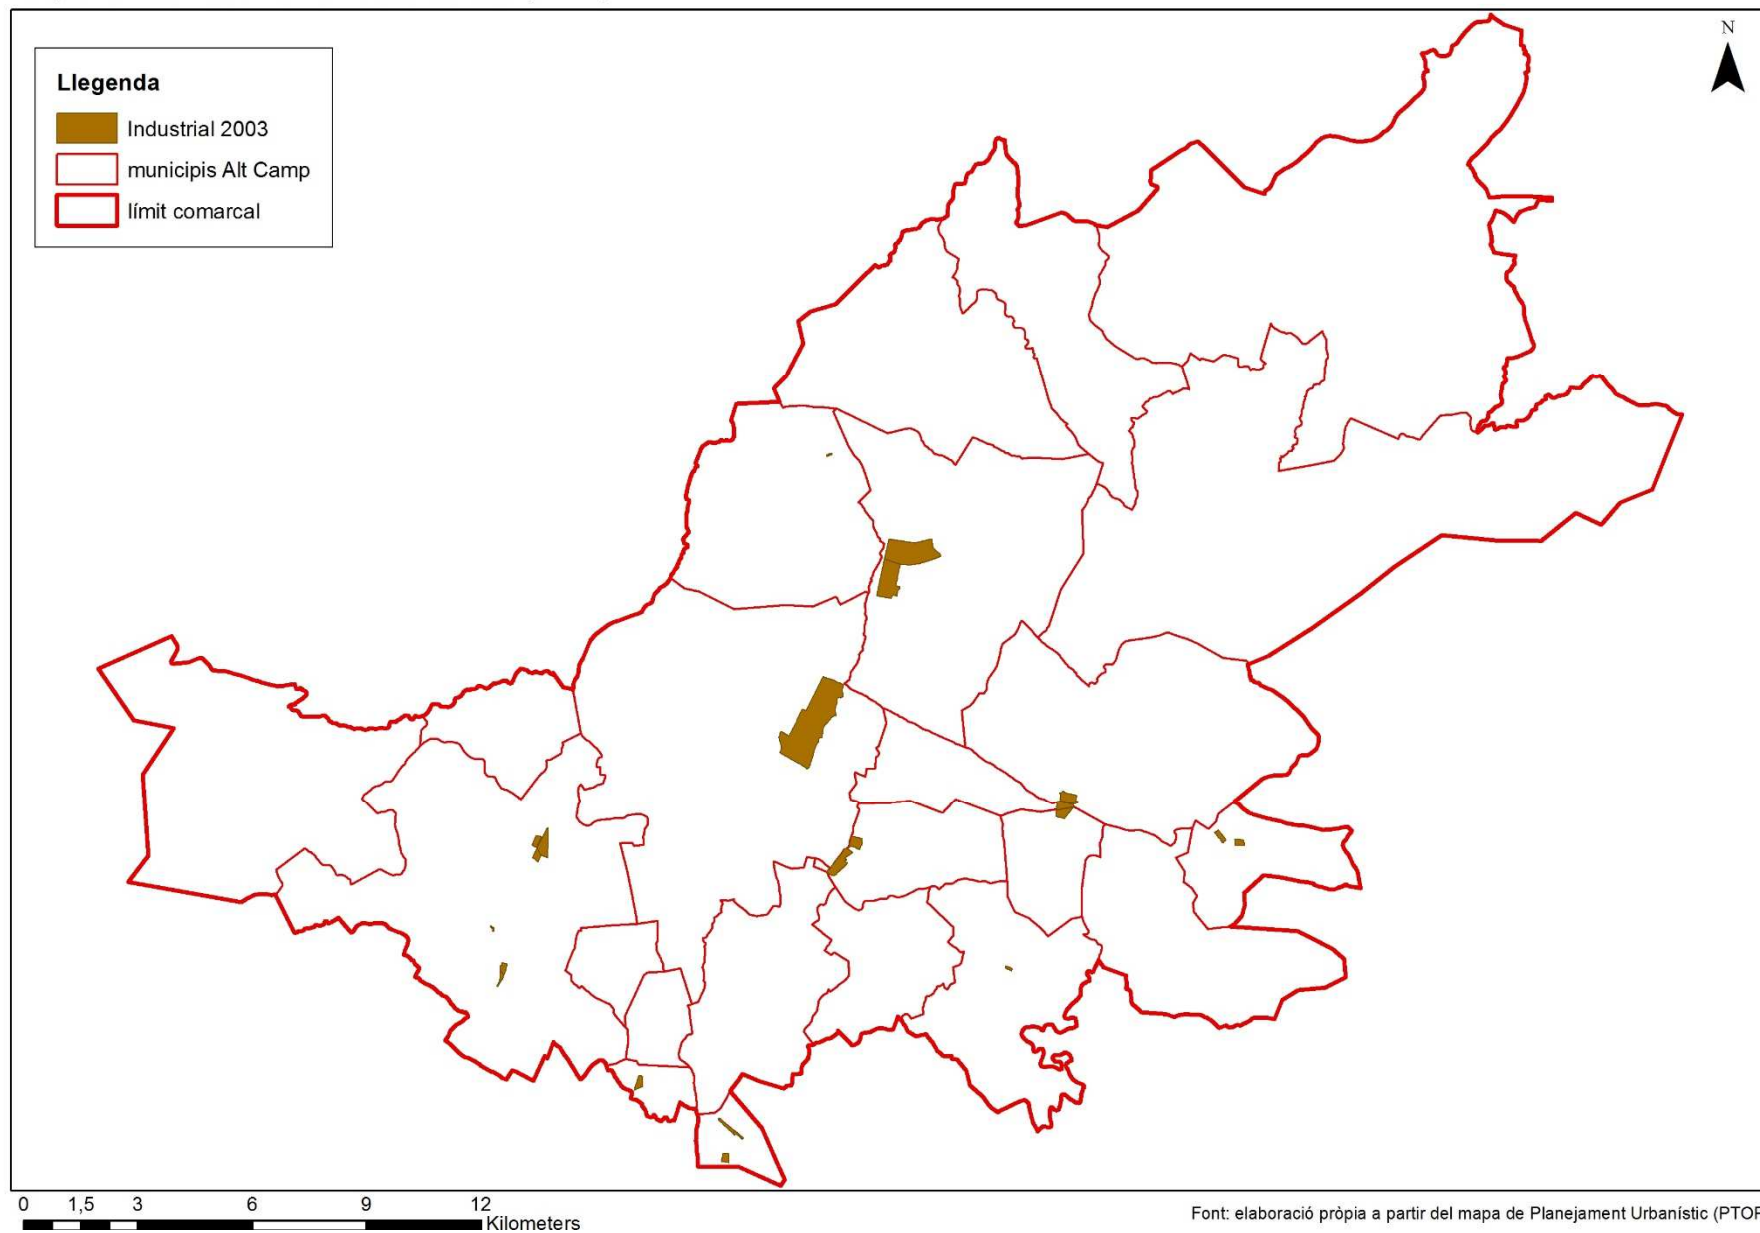 N
Llegenda
Industrial 2003
municipis Alt Camp
límit comarcal
0 1,5 3 6 9 12
Kilometers
Font: elaboració pròpia a partir del mapa de Planejament Urbanístic (PTOP